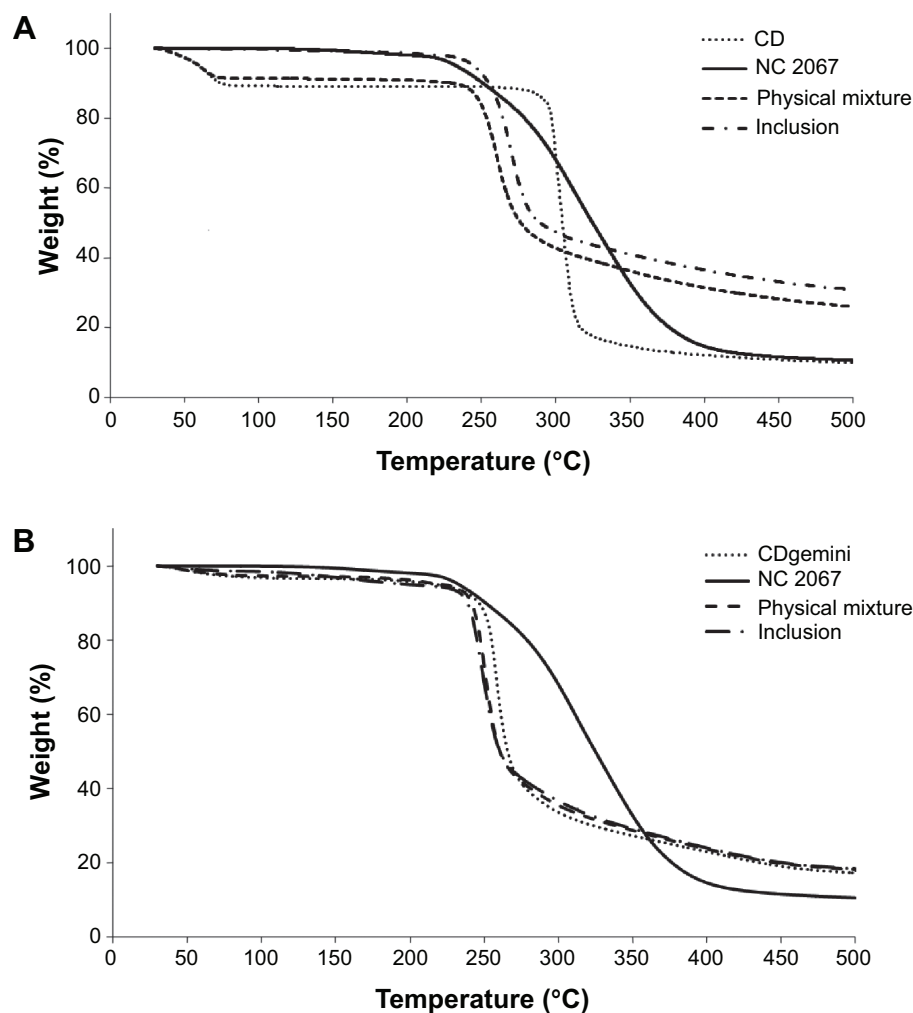 A
Weight (%)
100
80
60
40
20
0
CD
NC 2067
Physical mixture
Inclusion
0 50 100 150 200 250 300 350 400 450 500
Temperature (°C)
B
Weight (%)
100
80
60
40
20
0
CDgemini
NC 2067
Physical mixture
Inclusion
0 50 100 150 200 250 300 350 400 450 500
Temperature (°C)